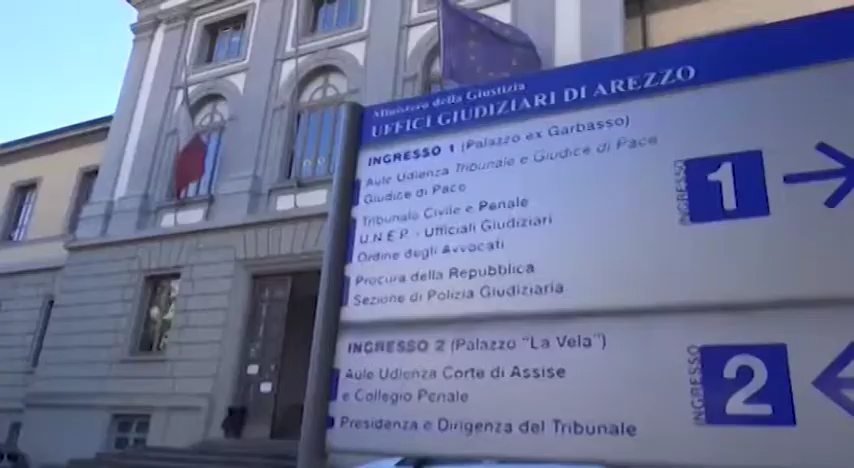 Ministero della Giustizia
UFFICI GIUDIZIARI DI AREZZO
INGRESSO 1 (Palazzo ex Garbasso)
Aule Udienza Tribunale e Giudice di Pace
Giudice di Pace
Tribunale Civile e Penale
U.N.E.P. - Ufficiali Giudiziari
Ordine degli Avvocati
Procura della Repubblica
Sezione di Polizia Giudiziaria
INGRESSO
1
INGRESSO 2 (Palazzo "La Vela")
Aule Udienza Corte di Assise
e Collegio Penale
Presidenza e Dirigenza del Tribunale
INGRESSO
2